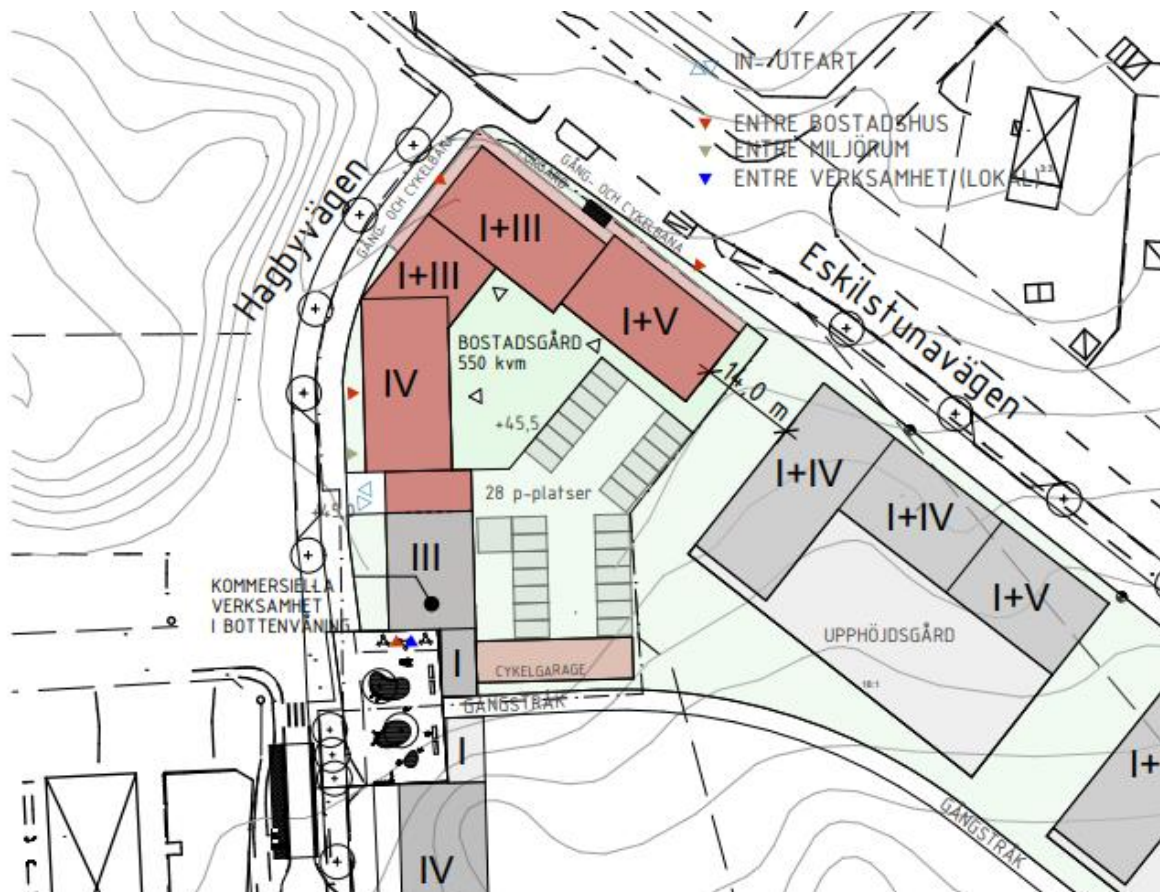 IN- UTFART
ENTRE BOSTADSHUS
ENTRE MILJÖRUM
ENTRE VERKSAMHET (LOKAL)
Hagbyvägen
GÅNG- OCH CYKELBANA
FÖRGÅRD
GÅNG- OCH CYKELBANA
Eskilstunavägen
I+III
I+III
I+V
IV
BOSTADSGÅRD
550 kvm
+45,5
14,0 m
28 p-platser
I+IV
I+IV
I+V
III
KOMMERSIELLA
VERKSAMHET
I BOTTENVÅNING
UPPHÖJDSGÅRD
I
CYKELGARAGE
GÅNGSTRÅK
I
I+
GÅNGSTRÅK
IV